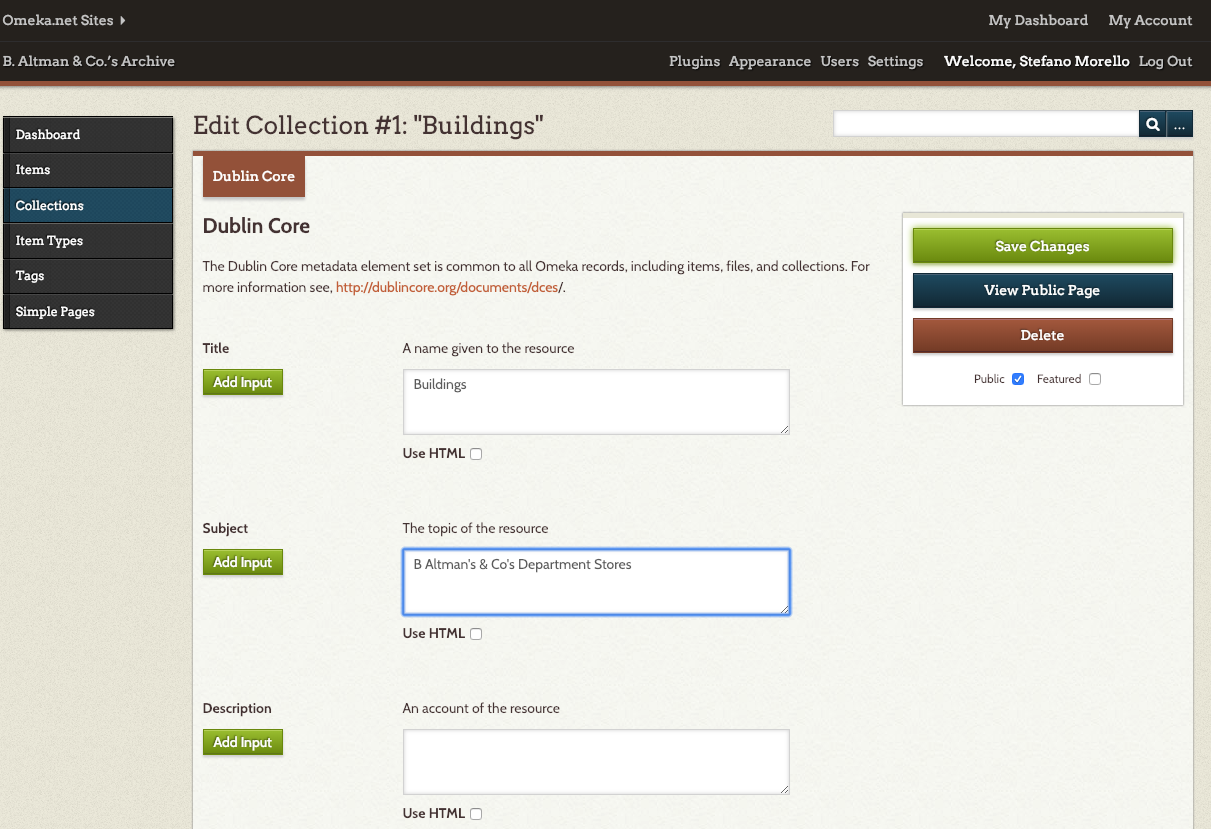 Omeka.net Sites
My Dashboard My Account
B. Altman & Co.'s Archive
Plugins Appearance Users Settings Welcome, Stefano Morello Log Out
Dashboard
Items
Collections
Item Types
Tags
Simple Pages
Edit Collection #1: "Buildings"
...
Dublin Core
Dublin Core
The Dublin Core metadata element set is common to all Omeka records, including items, files, and collections. For
more information see, http://dublincore.org/documents/dces/.
Save Changes
View Public Page
Delete
Public Featured
Title
A name given to the resource
Add Input
Buildings
Use HTML
Subject
The topic of the resource
Add Input
B Altman's & Co's Department Stores
Use HTML
Description
An account of the resource
Add Input
Use HTML